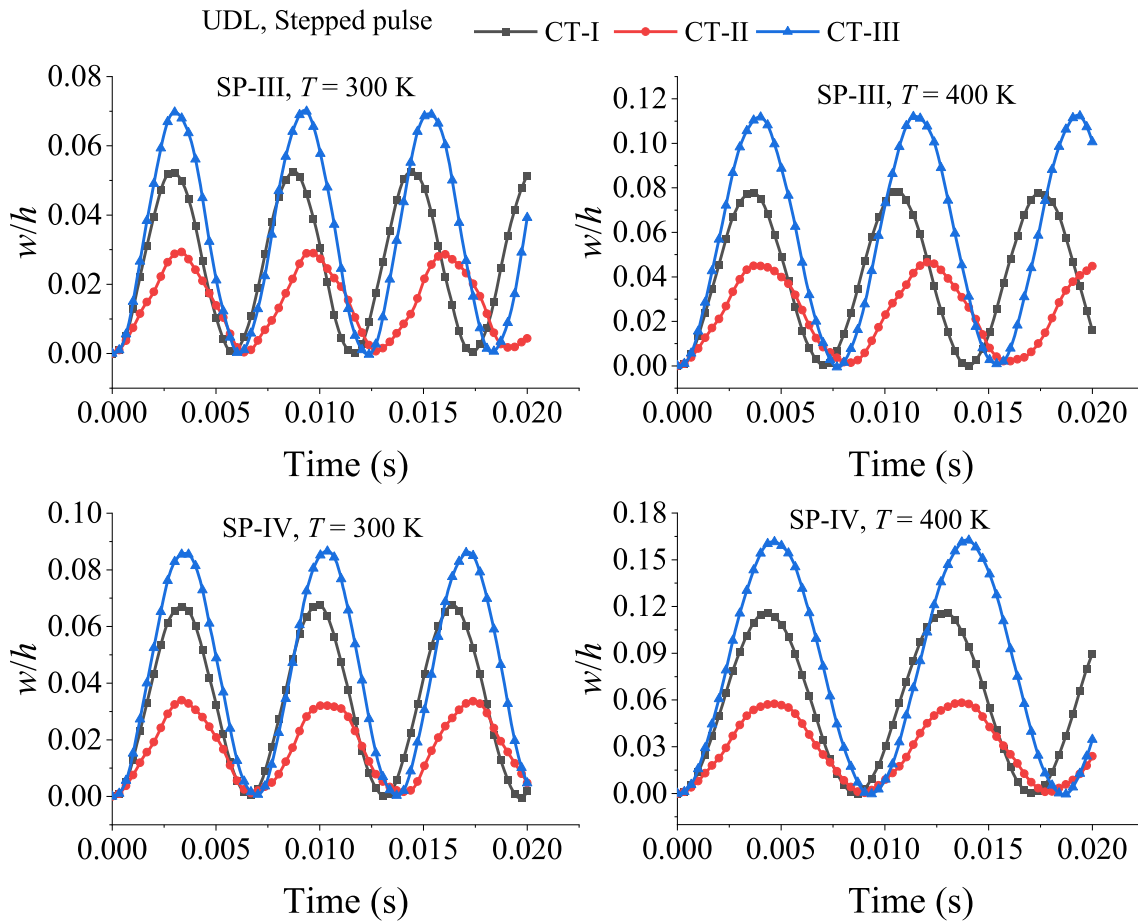 UDL, Stepped pulse
CT-I CT-II CT-III
SP-III, T = 300 K
0.08
0.06
0.04
0.02
0.00
w/h
0.000 0.005 0.010 0.015 0.020
Time (s)
SP-III, T = 400 K
0.12
0.10
0.08
0.06
0.04
0.02
0.00
w/h
0.000 0.005 0.010 0.015 0.020
Time (s)
SP-IV, T = 300 K
0.10
0.08
0.06
0.04
0.02
0.00
w/h
0.000 0.005 0.010 0.015 0.020
Time (s)
SP-IV, T = 400 K
0.18
0.15
0.12
0.09
0.06
0.03
0.00
w/h
0.000 0.005 0.010 0.015 0.020
Time (s)